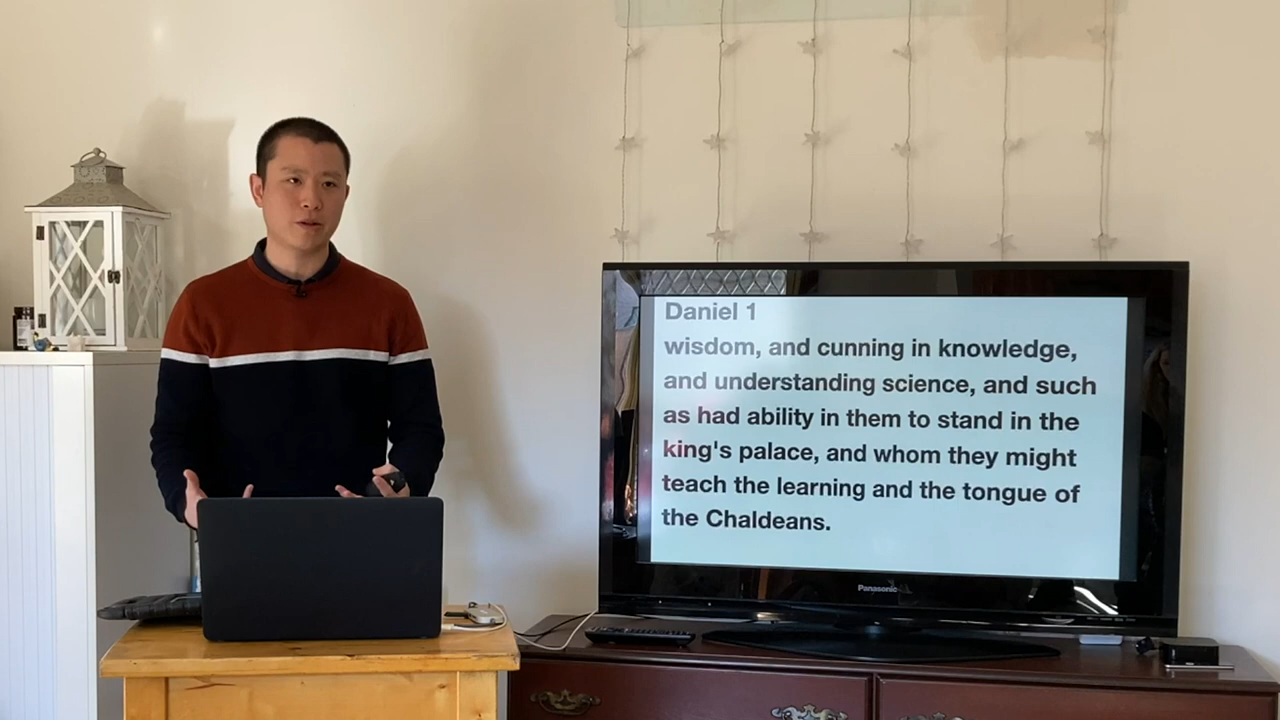 Daniel 1
wisdom, and cunning in knowledge,
and understanding science, and such
as had ability in them to stand in the
king's palace, and whom they might
teach the learning and the tongue of
the Chaldeans.
Panasonic